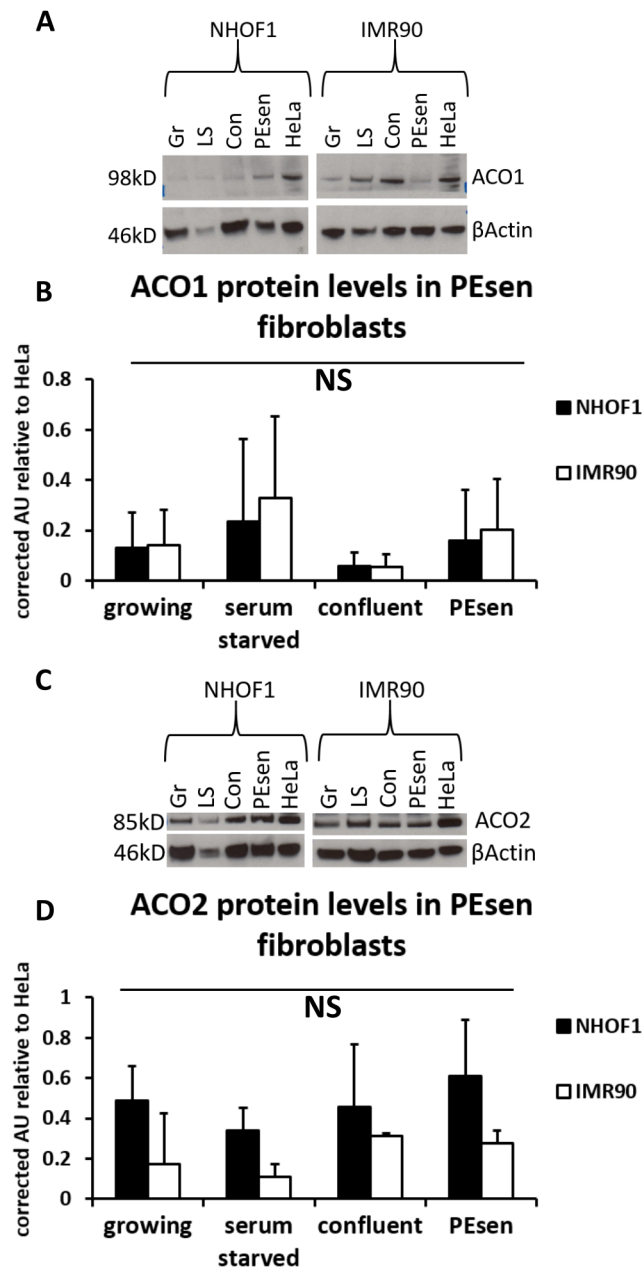 A
NHOF1 IMR90
Gr LS Con PEsen HeLa Gr LS Con PEsen HeLa
98kD ACO1
46kD βActin
B
ACO1 protein levels in PEsen
fibroblasts
NS
corrected AU relative to HeLa
0.8
0.6
0.4
0.2
0
NHOF1
IMR90
growing serum confluent PEsen
starved
C
NHOF1 IMR90
Gr LS Con PEsen HeLa Gr LS Con PEsen HeLa
85kD ACO2
46kD βActin
D
ACO2 protein levels in PEsen
fibroblasts
NS
corrected AU relative to HeLa
1
0.8
0.6
0.4
0.2
0
NHOF1
IMR90
growing serum confluent PEsen
starved